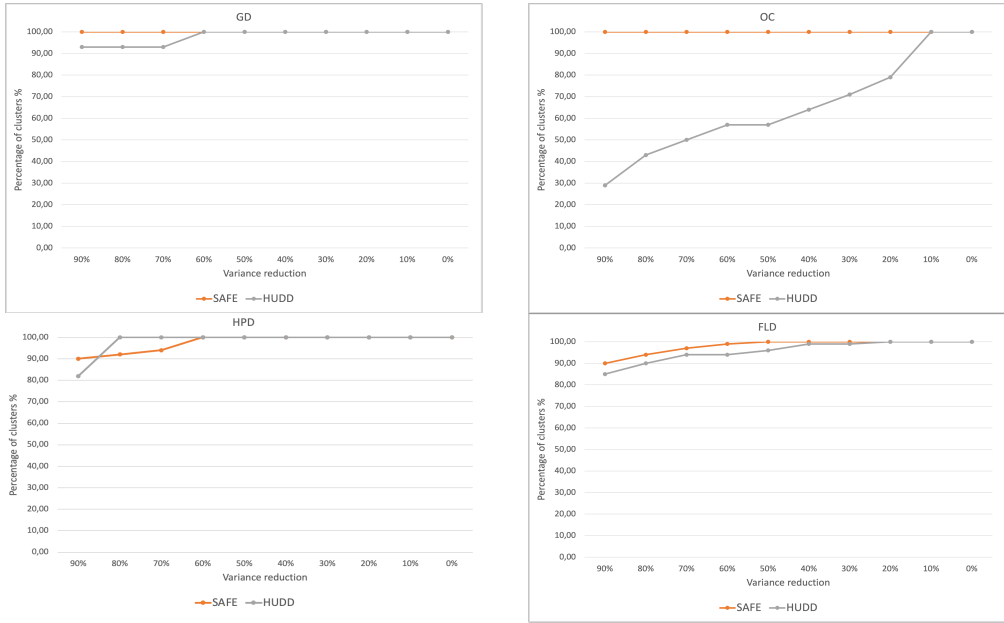 GD
Percentage of clusters %
100,00
90,00
80,00
70,00
60,00
50,00
40,00
30,00
20,00
10,00
0,00
90% 80% 70% 60% 50% 40% 30% 20% 10% 0%
Variance reduction
SAFE HUDD
OC
Percentage of clusters %
100,00
90,00
80,00
70,00
60,00
50,00
40,00
30,00
20,00
10,00
0,00
90% 80% 70% 60% 50% 40% 30% 20% 10% 0%
Variance reduction
SAFE HUDD
HPD
Percentage of clusters %
100,00
90,00
80,00
70,00
60,00
50,00
40,00
30,00
20,00
10,00
0,00
90% 80% 70% 60% 50% 40% 30% 20% 10% 0%
Variance reduction
SAFE HUDD
FLD
Percentage of clusters %
100,00
90,00
80,00
70,00
60,00
50,00
40,00
30,00
20,00
10,00
0,00
90% 80% 70% 60% 50% 40% 30% 20% 10% 0%
Variance reduction
SAFE HUDD